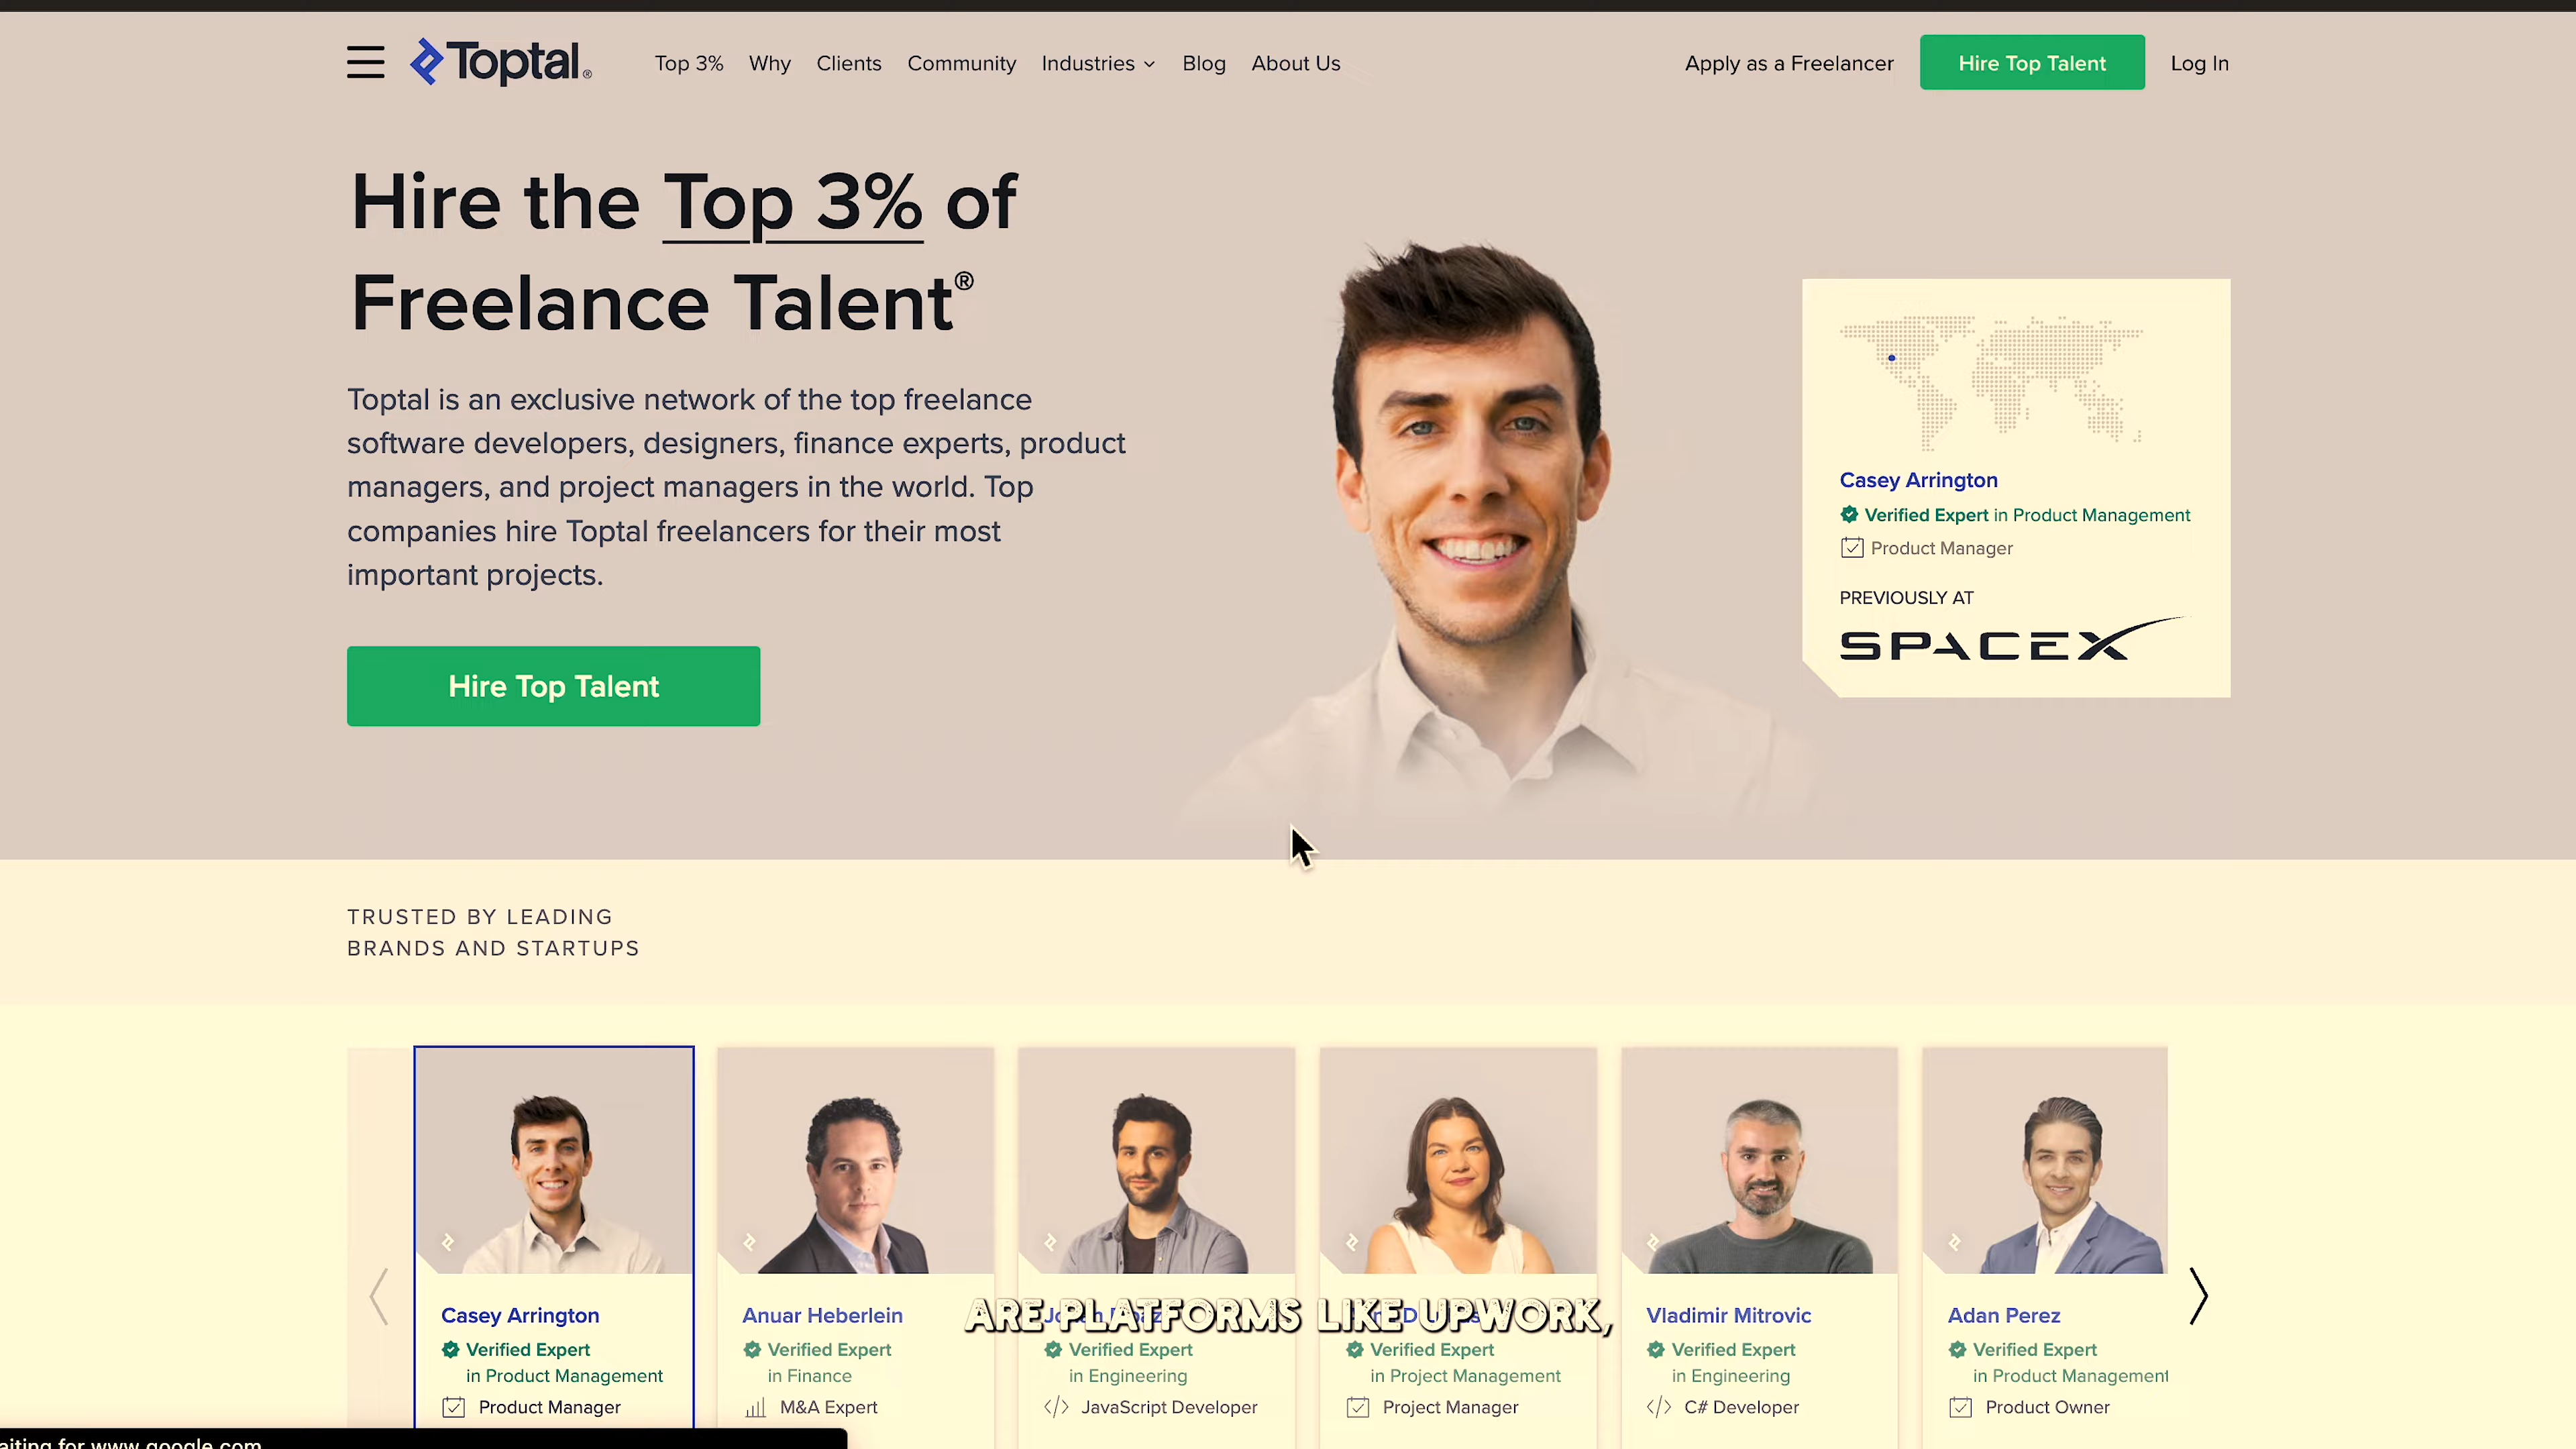 Toptal®
Top 3%
Why
Clients
Community
Industries
Blog
About Us
Apply as a Freelancer
Hire Top Talent
Log In
Hire the Top 3% of
Freelance Talent®
Toptal is an exclusive network of the top freelance
software developers, designers, finance experts, product
managers, and project managers in the world. Top
companies hire Toptal freelancers for their most
important projects.
Hire Top Talent
Casey Arrington
Verified Expert in Product Management
Product Manager
PREVIOUSLY AT
SPACEX
TRUSTED BY LEADING
BRANDS AND STARTUPS
Casey Arrington
Verified Expert
in Product Management
Product Manager
Anuar Heberlein
Verified Expert
in Finance
M&A Expert
Verified Expert
in Engineering
JavaScript Developer
Verified Expert
in Project Management
Project Manager
Vladimir Mitrovic
Verified Expert
in Engineering
C# Developer
Adan Perez
Verified Expert
in Product Management
Product Owner
ARE PLATFORMS LIKE UPWORK,
aiting for www.google.com